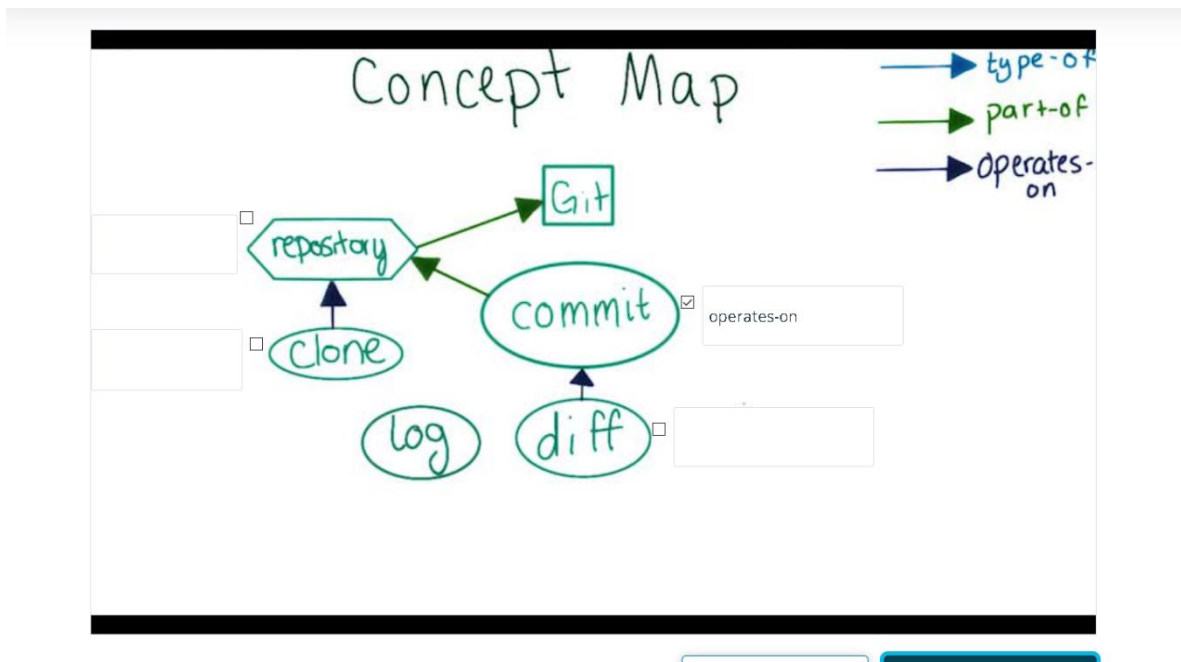 Concept Map
type-of
part-of
operates-
on
Git
repository
commit
operates-on
clone
log
diff